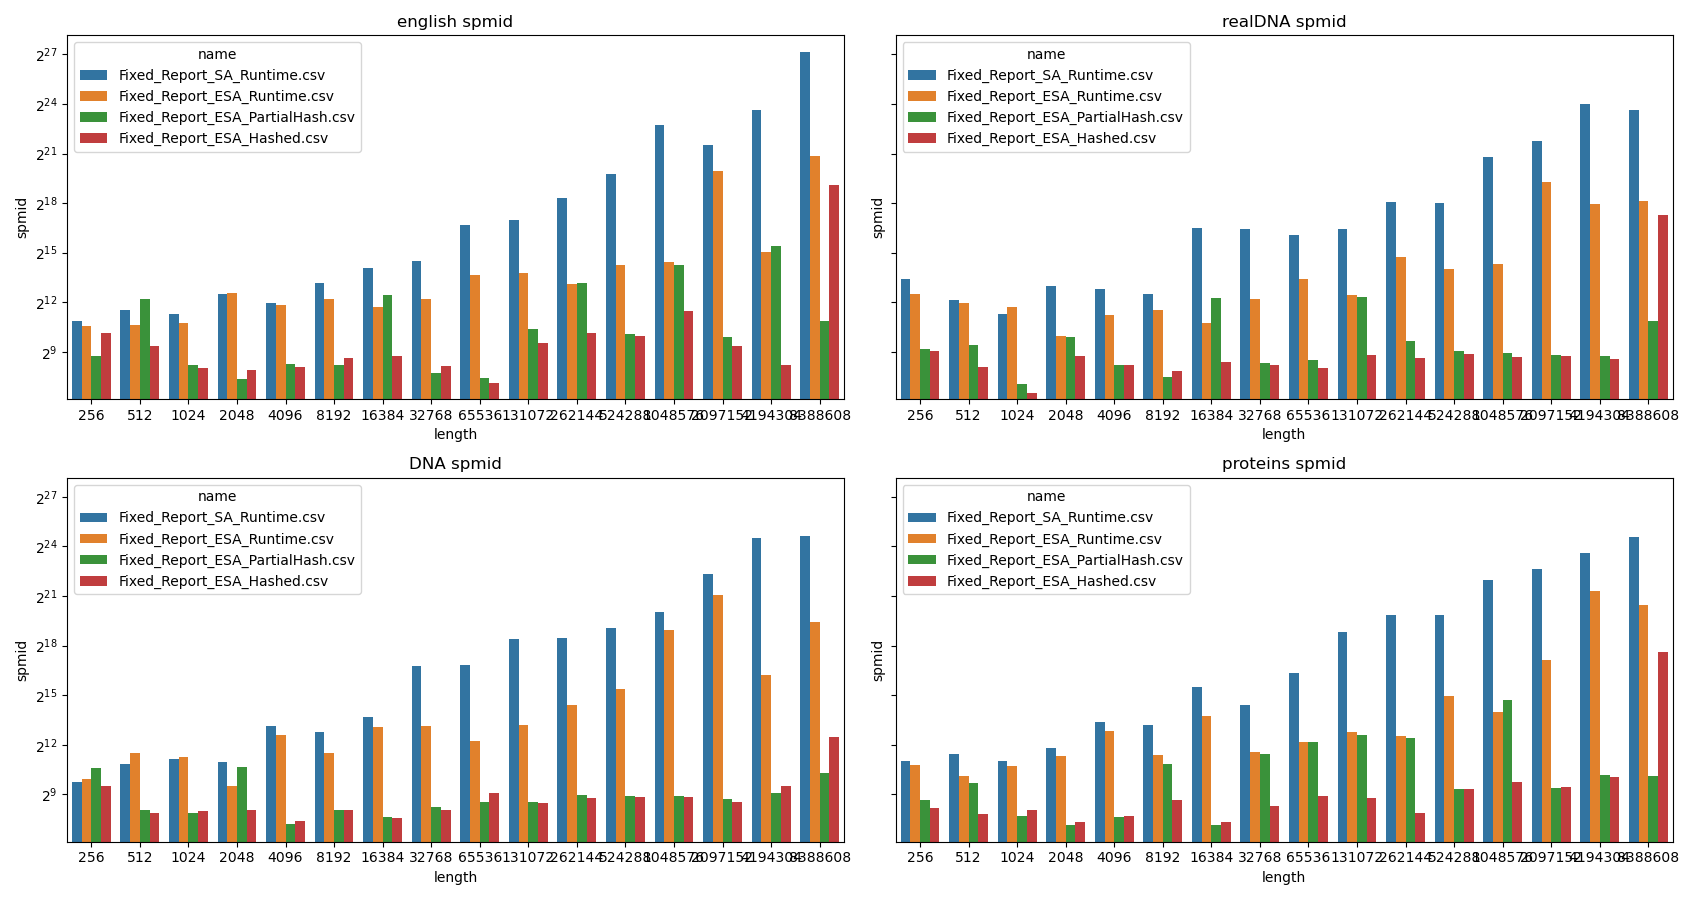 english spmid
spmid
2^27
2^24
2^21
2^18
2^15
2^12
2^9
name
Fixed_Report_SA_Runtime.csv
Fixed_Report_ESA_Runtime.csv
Fixed_Report_ESA_PartialHash.csv
Fixed_Report_ESA_Hashed.csv
256 512 1024 2048 4096 8192 16384 32768 65536 131072 262144 524288 1048576 2097152 4194304 8388608
length
realDNA spmid
spmid
name
Fixed_Report_SA_Runtime.csv
Fixed_Report_ESA_Runtime.csv
Fixed_Report_ESA_PartialHash.csv
Fixed_Report_ESA_Hashed.csv
256 512 1024 2048 4096 8192 16384 32768 65536 131072 262144 524288 1048576 2097152 4194304 8388608
length
DNA spmid
spmid
2^27
2^24
2^21
2^18
2^15
2^12
2^9
name
Fixed_Report_SA_Runtime.csv
Fixed_Report_ESA_Runtime.csv
Fixed_Report_ESA_PartialHash.csv
Fixed_Report_ESA_Hashed.csv
256 512 1024 2048 4096 8192 16384 32768 65536 131072 262144 524288 1048576 2097152 4194304 8388608
length
proteins spmid
spmid
name
Fixed_Report_SA_Runtime.csv
Fixed_Report_ESA_Runtime.csv
Fixed_Report_ESA_PartialHash.csv
Fixed_Report_ESA_Hashed.csv
256 512 1024 2048 4096 8192 16384 32768 65536 131072 262144 524288 1048576 2097152 4194304 8388608
length